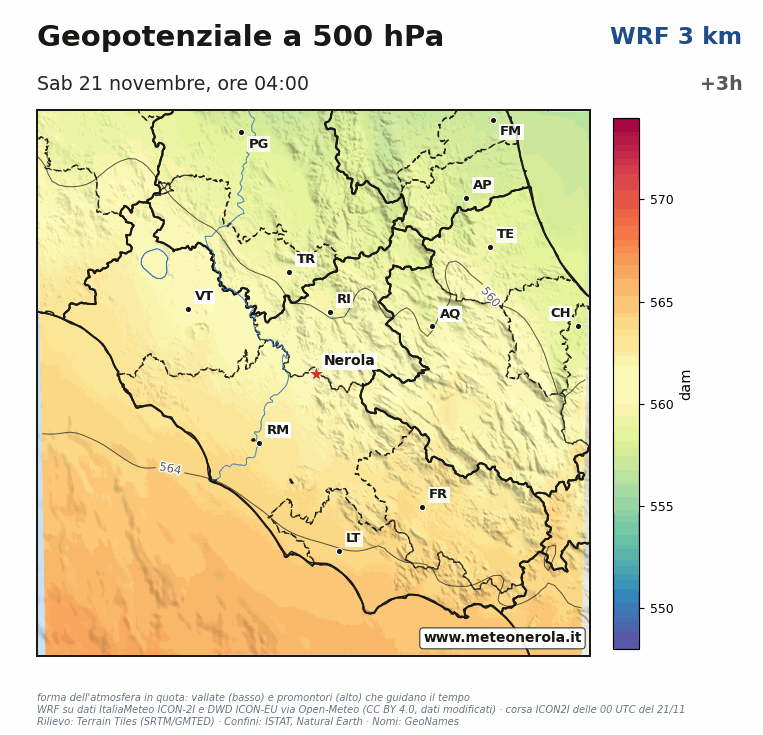 Geopotenziale a 500 hPa
WRF 3 km
Sab 21 novembre, ore 04:00
+3h
FM
PG
AP
TE
TR
560
VT
RI
AQ
CH
Nerola
RM
564
FR
LT
www.meteonerola.it
570
565
560
555
550
dam
forma dell'atmosfera in quota: vallate (basso) e promontori (alto) che guidano il tempo
WRF su dati ItaliaMeteo ICON-2I e DWD ICON-EU via Open-Meteo (CC BY 4.0, dati modificati) · corsa ICON2I delle 00 UTC del 21/11
Rilievo: Terrain Tiles (SRTM/GMTED) · Confini: ISTAT, Natural Earth · Nomi: GeoNames